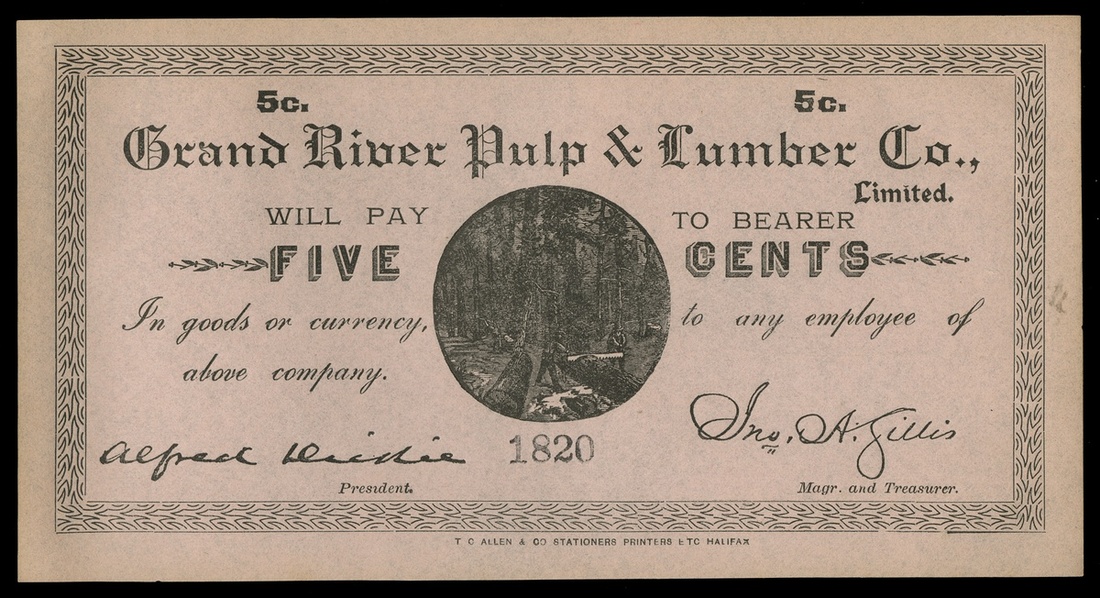 5c. 5c.
Grand River Pulp & Lumber Co.,
Limited.
WILL PAY TO BEARER
FIVE CENTS
In goods or currency, to any employee of
above company.
Alfred Dickie 1820 Jno. A. Gillis
President. Magr. and Treasurer.
T C ALLEN & CO STATIONERS PRINTERS ETC HALIFAX